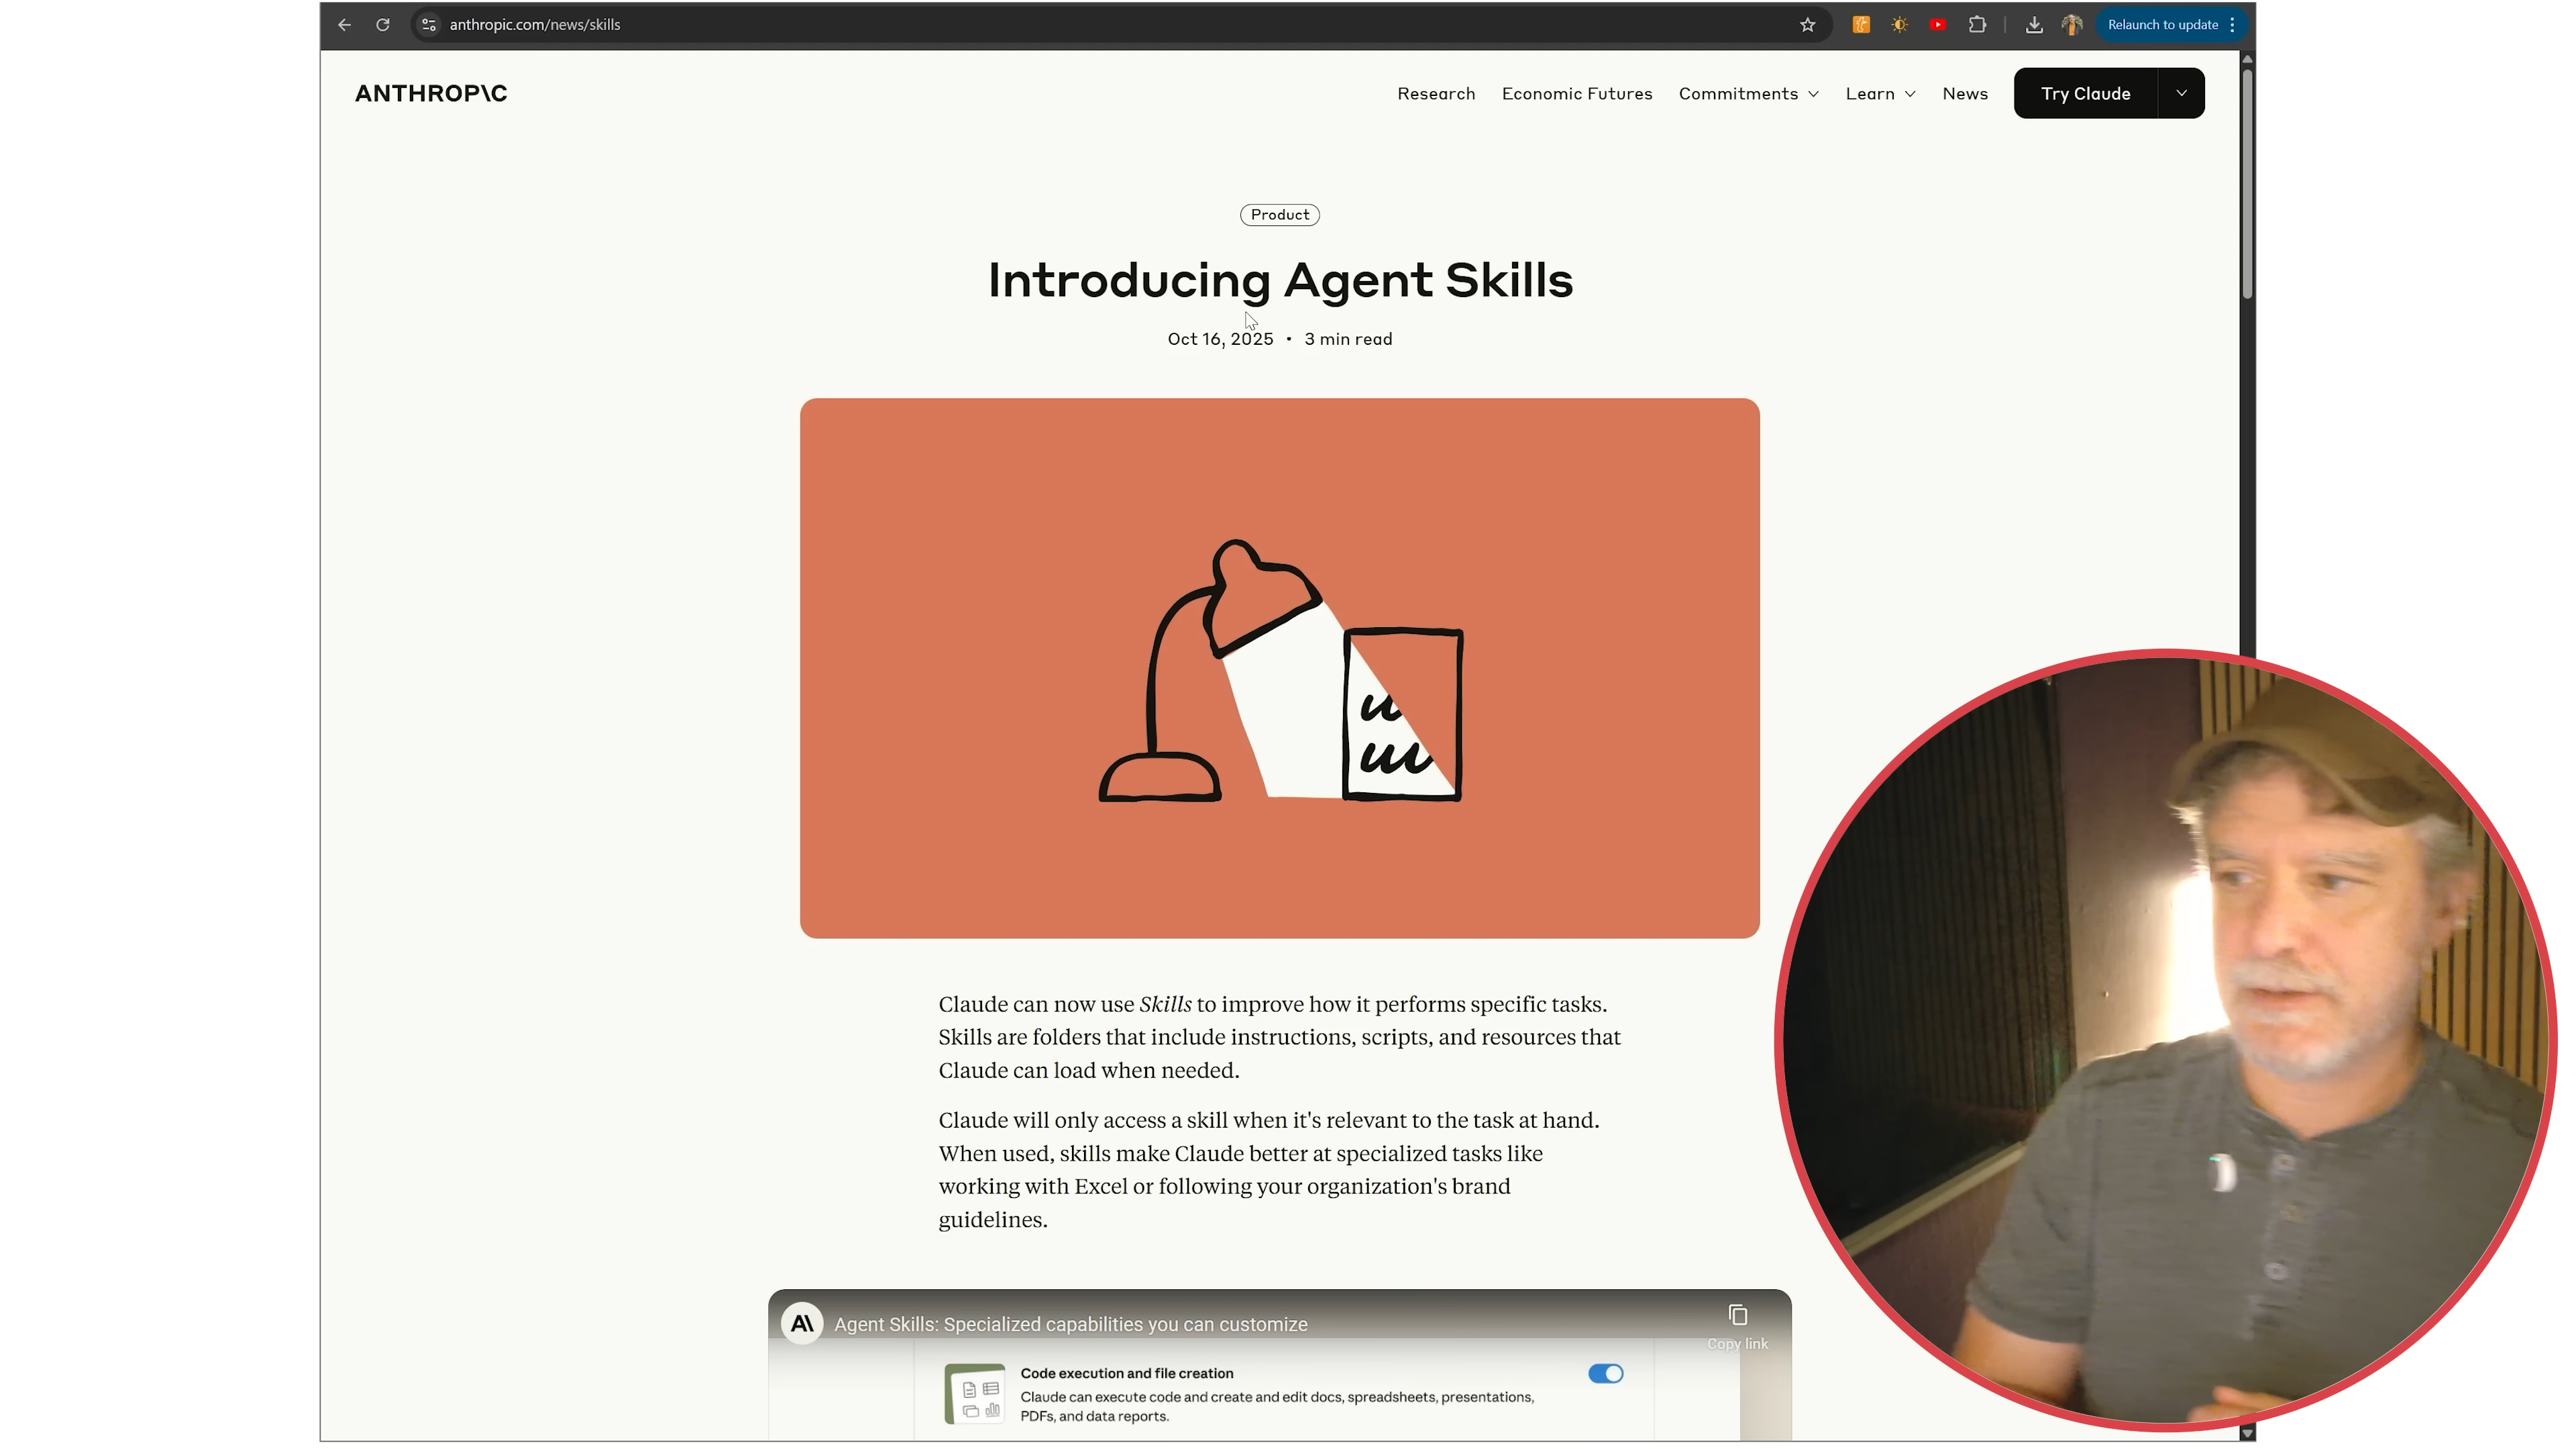 anthropic.com/news/skills
Relaunch to update
ANTHROP\C
Research Economic Futures Commitments Learn News Try Claude
Product
Introducing Agent Skills
Oct 16, 2025 • 3 min read
Claude can now use Skills to improve how it performs specific tasks.
Skills are folders that include instructions, scripts, and resources that
Claude can load when needed.
Claude will only access a skill when it's relevant to the task at hand.
When used, skills make Claude better at specialized tasks like
working with Excel or following your organization's brand
guidelines.
A\ Agent Skills: Specialized capabilities you can customize
Copy link
Code execution and file creation
Claude can execute code and create and edit docs, spreadsheets, presentations,
PDFs, and data reports.